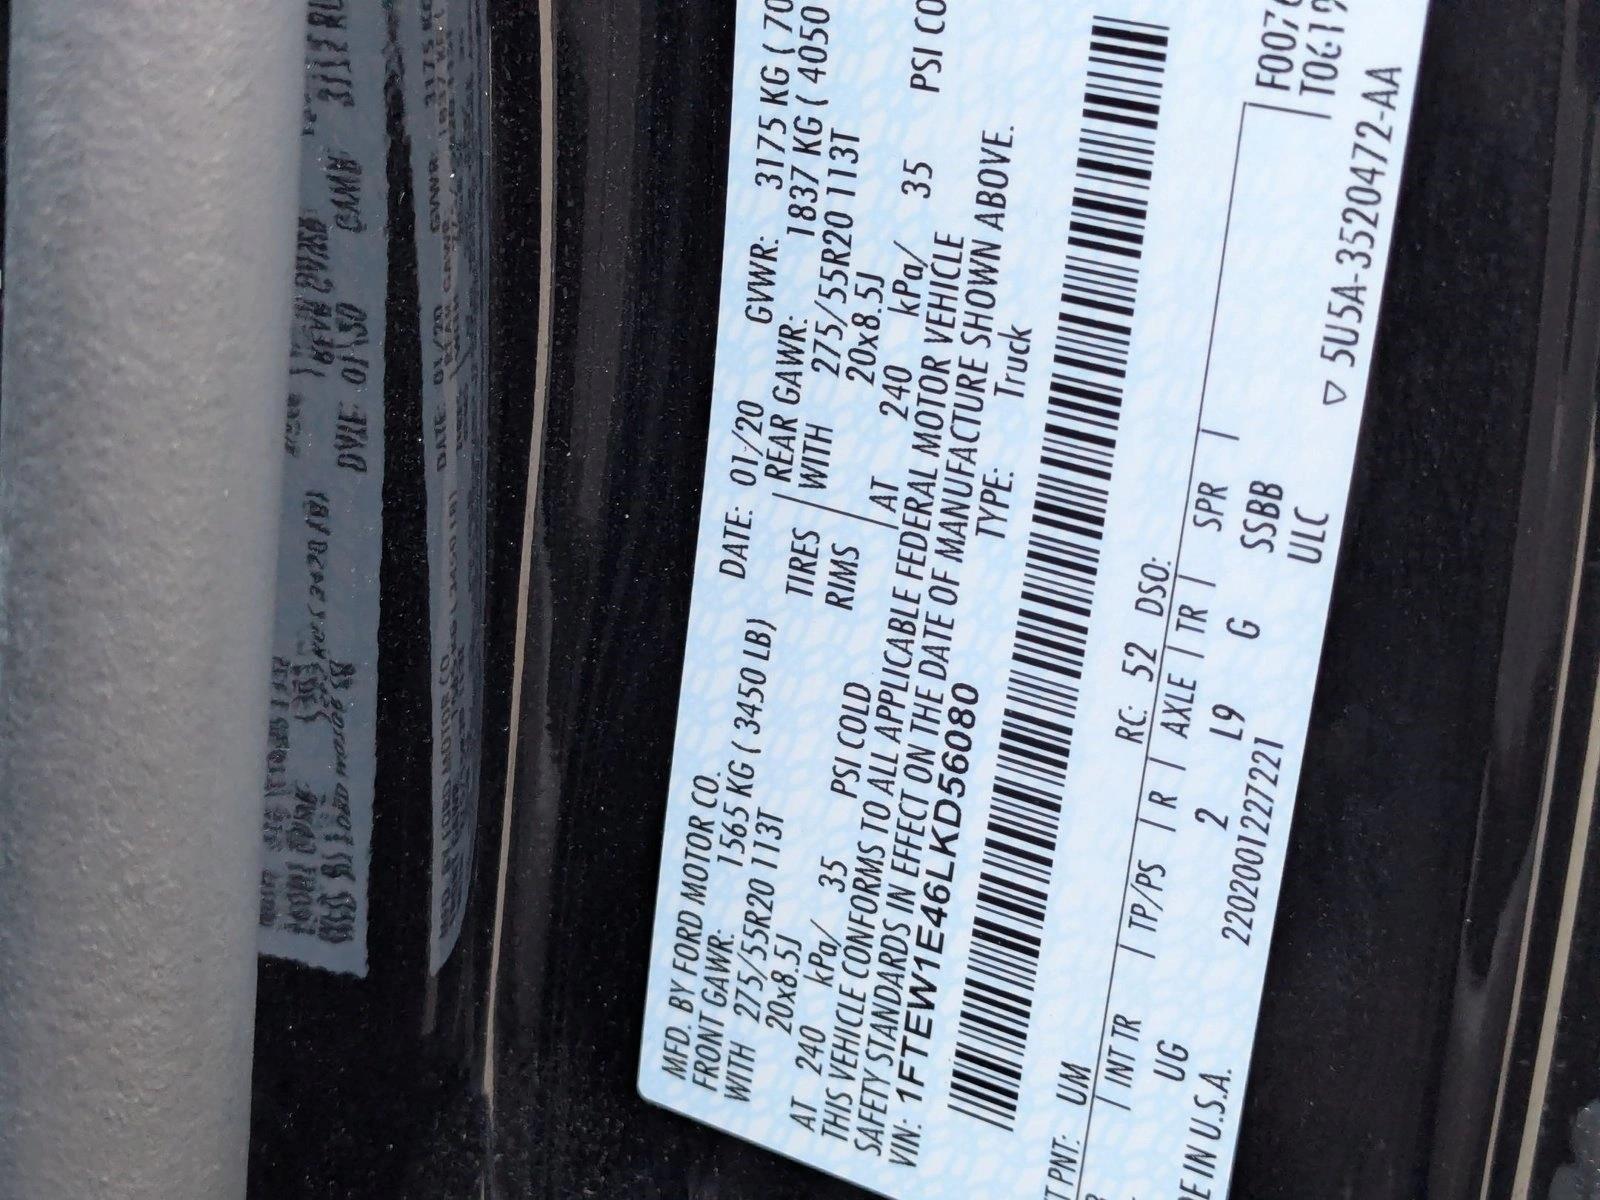 MFD. BY FORD MOTOR CO. DATE: 01/20 GVWR: 3175 KG ( 70
FRONT GAWR: 1565 KG ( 3450 LB) REAR GAWR: 1837 KG ( 4050
WITH 275/55R20 113T TIRES WITH 275/55R20 113T
20x8.5J RIMS 20x8.5J
AT 240 kPa/ 35 PSI COLD AT 240 kPa/ 35 PSI CO
THIS VEHICLE CONFORMS TO ALL APPLICABLE FEDERAL MOTOR VEHICLE
SAFETY STANDARDS IN EFFECT ON THE DATE OF MANUFACTURE SHOWN ABOVE.
VIN: 1FTEW1E46LKD56080 TYPE: Truck
T PNT: UM RC: 52 DSO:
INT TR TP/PS R AXLE TR SPR
UG 2 L9 G SSBB
F0076
T0619
E IN U.S.A. 2202001227221 ULC
▽ 5U5A-3520472-AA